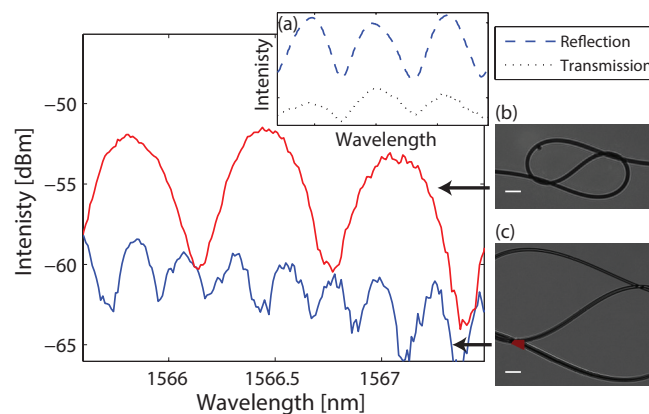 (a)
Intenisty
Wavelength
Reflection
Transmission
(b)
(c)
Intenisty [dBm]
−50
−55
−60
−65
1566
1566.5
1567
Wavelength [nm]